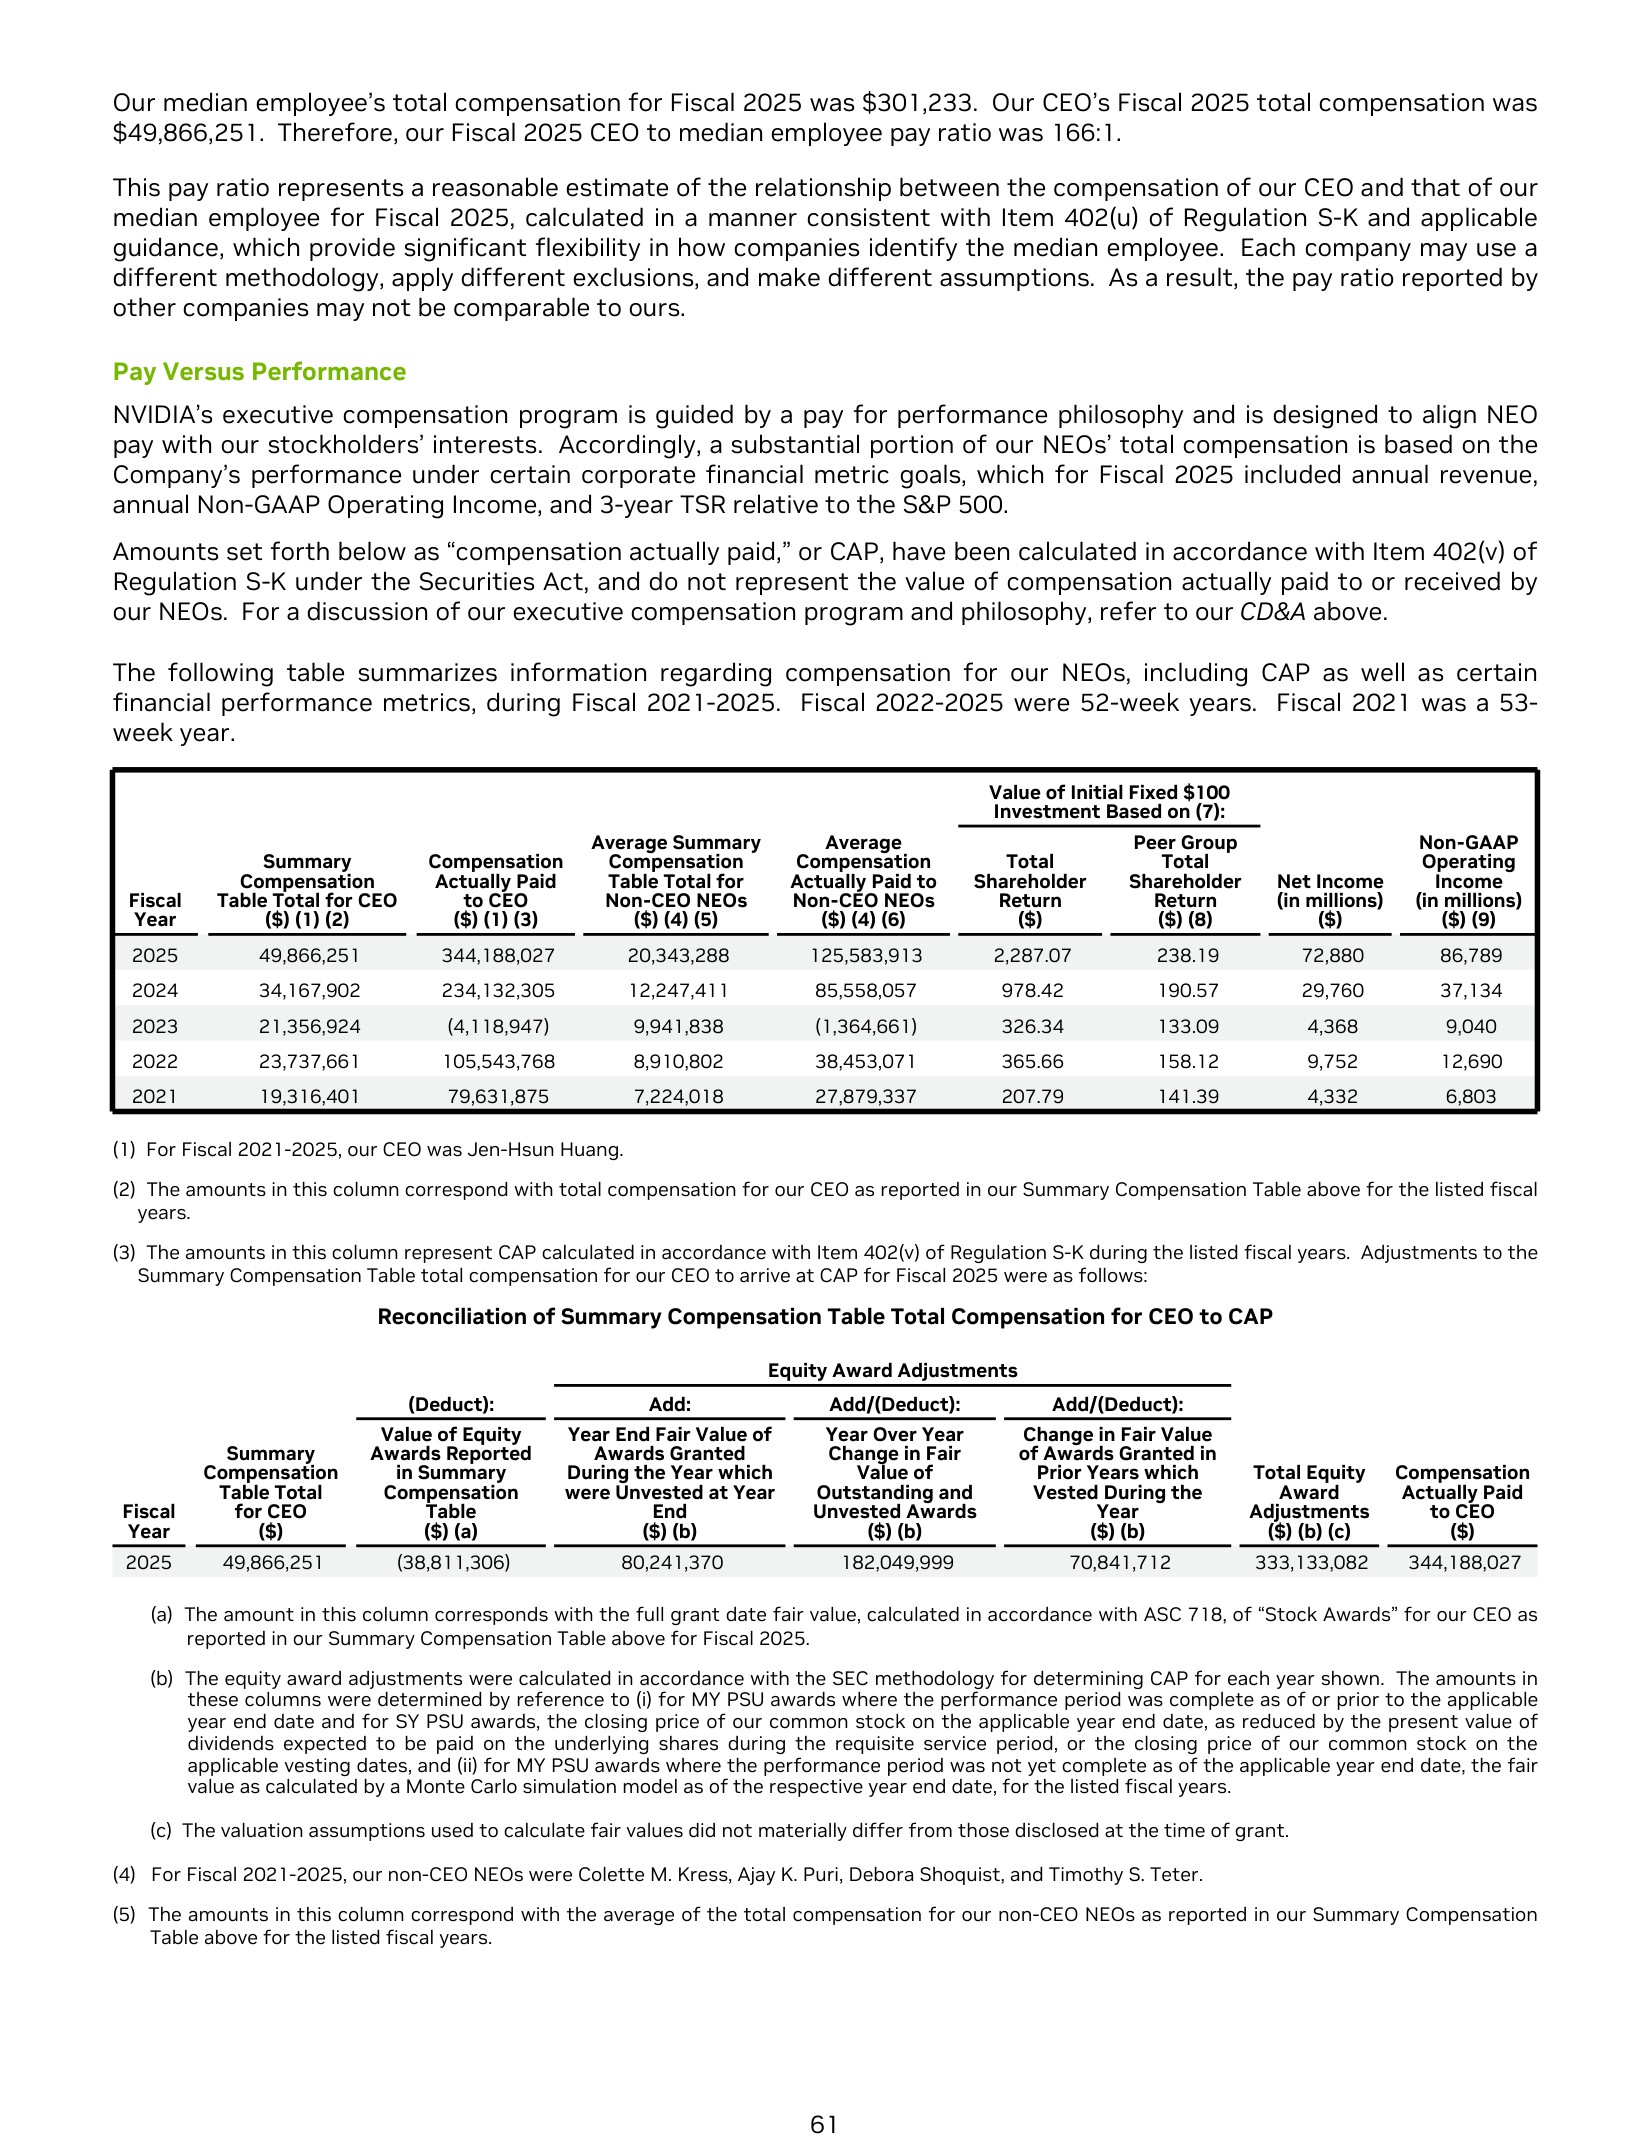 Our median employee’s total compensation for Fiscal 2025 was $301,233.  Our CEO’s Fiscal 2025 total compensation was
$49,866,251.  Therefore, our Fiscal 2025 CEO to median employee pay ratio was 166:1.
This pay ratio represents a reasonable estimate of the relationship between the compensation of our CEO and that of our
median employee for Fiscal 2025, calculated in a manner consistent with Item 402(u) of Regulation S-K and applicable
guidance, which provide significant flexibility in how companies identify the median employee.  Each company may use a
different methodology, apply different exclusions, and make different assumptions.  As a result, the pay ratio reported by
other companies may not be comparable to ours.
Pay Versus Performance
NVIDIA’s executive compensation program is guided by a pay for performance philosophy and is designed to align NEO
pay with our stockholders’ interests.  Accordingly, a substantial portion of our NEOs’ total compensation is based on the
Company’s performance under certain corporate financial metric goals, which for Fiscal 2025 included annual revenue,
annual Non-GAAP Operating Income, and 3-year TSR relative to the S&P 500.
Amounts set forth below as “compensation actually paid,” or CAP, have been calculated in accordance with Item 402(v) of
Regulation S-K under the Securities Act, and do not represent the value of compensation actually paid to or received by
our NEOs.  For a discussion of our executive compensation program and philosophy, refer to our CD&A above.
The following table summarizes information regarding compensation for our NEOs, including CAP as well as certain
financial performance metrics, during Fiscal 2021-2025.  Fiscal 2022-2025 were 52-week years.  Fiscal 2021 was a 53-
week year.
Value of Initial Fixed $100
Investment Based on (7):
Fiscal
Year
Summary
Compensation
Table Total for CEO
($) (1) (2)
Compensation
Actually Paid
to CEO
($) (1) (3)
Average Summary
Compensation
Table Total for
Non-CEO NEOs
($) (4) (5)
Average
Compensation
Actually Paid to
Non-CEO NEOs
($) (4) (6)
Total
Shareholder
Return
($)
Peer Group
Total
Shareholder
Return
($) (8)
Net Income
(in millions)
($)
Non-GAAP
Operating
Income
(in millions)
($) (9)
2025 49,866,251 344,188,027 20,343,288 125,583,913 2,287.07 238.19 72,880 86,789
2024 34,167,902 234,132,305 12,247,411 85,558,057 978.42 190.57 29,760 37,134
2023 21,356,924 (4,118,947) 9,941,838 (1,364,661) 326.34 133.09 4,368 9,040
2022 23,737,661 105,543,768 8,910,802 38,453,071 365.66 158.12 9,752 12,690
2021 19,316,401 79,631,875 7,224,018 27,879,337 207.79 141.39 4,332 6,803
(1)  For Fiscal 2021-2025, our CEO was Jen-Hsun Huang.
(2)  The amounts in this column correspond with total compensation for our CEO as reported in our Summary Compensation Table above for the listed fiscal
years.
(3)  The amounts in this column represent CAP calculated in accordance with Item 402(v) of Regulation S-K during the listed fiscal years.  Adjustments to the
Summary Compensation Table total compensation for our CEO to arrive at CAP for Fiscal 2025 were as follows:
Reconciliation of Summary Compensation Table Total Compensation for CEO to CAP
Equity Award Adjustments
(Deduct): Add: Add/(Deduct): Add/(Deduct):
Fiscal
Year
Summary
Compensation
Table Total
for CEO
($)
Value of Equity
Awards Reported
in Summary
Compensation
Table
($) (a)
Year End Fair Value of
Awards Granted
During the Year which
were Unvested at Year
End
($) (b)
Year Over Year
Change in Fair
Value of
Outstanding and
Unvested Awards
($) (b)
Change in Fair Value
of Awards Granted in
Prior Years which
Vested During the
Year
($) (b)
Total Equity
Award
Adjustments
($) (b) (c)
Compensation
Actually Paid
to CEO
($)
2025 49,866,251 (38,811,306) 80,241,370 182,049,999 70,841,712 333,133,082 344,188,027
(a)  The amount in this column corresponds with the full grant date fair value, calculated in accordance with ASC 718, of “Stock Awards” for our CEO as
reported in our Summary Compensation Table above for Fiscal 2025.
(b)  The equity award adjustments were calculated in accordance with the SEC methodology for determining CAP for each year shown.  The amounts in
these columns were determined by reference to (i) for MY PSU awards where the performance period was complete as of or prior to the applicable
year end date and for SY PSU awards, the closing price of our common stock on the applicable year end date, as reduced by the present value of
dividends expected to be paid on the underlying shares during the requisite service period, or the closing price of our common stock on the
applicable vesting dates, and (ii) for MY PSU awards where the performance period was not yet complete as of the applicable year end date, the fair
value as calculated by a Monte Carlo simulation model as of the respective year end date, for the listed fiscal years.
(c)  The valuation assumptions used to calculate fair values did not materially differ from those disclosed at the time of grant.
(4)  For Fiscal 2021-2025, our non-CEO NEOs were Colette M. Kress, Ajay K. Puri, Debora Shoquist, and Timothy S. Teter.
(5)  The amounts in this column correspond with the average of the total compensation for our non-CEO NEOs as reported in our Summary Compensation
Table above for the listed fiscal years.
61